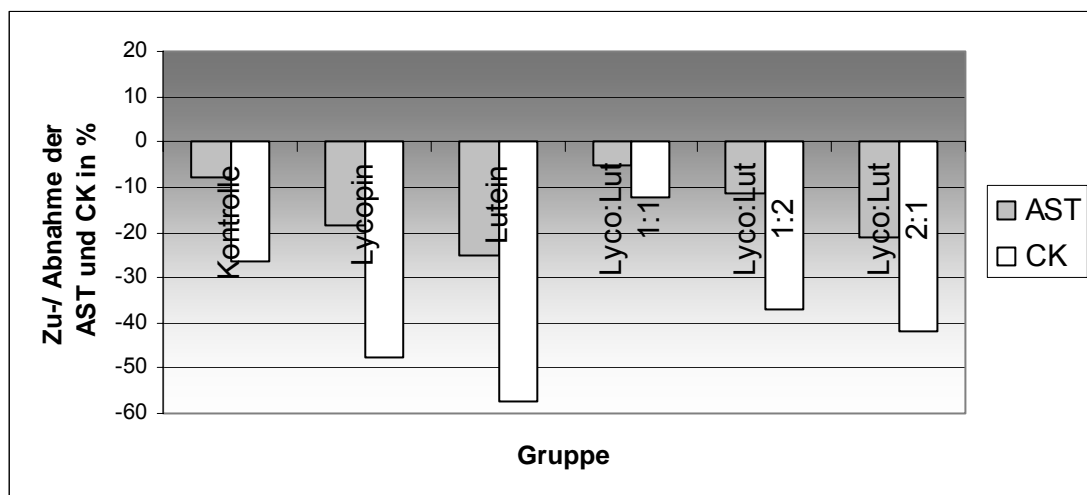 Zu-/ Abnahme der
AST und CK in %
20
10
0
-10
-20
-30
-40
-50
-60
Kontrolle
Lycopin
Lutein
Lyco:Lut
1:1
Lyco:Lut
1:2
Lyco:Lut
2:1
Gruppe
AST
CK